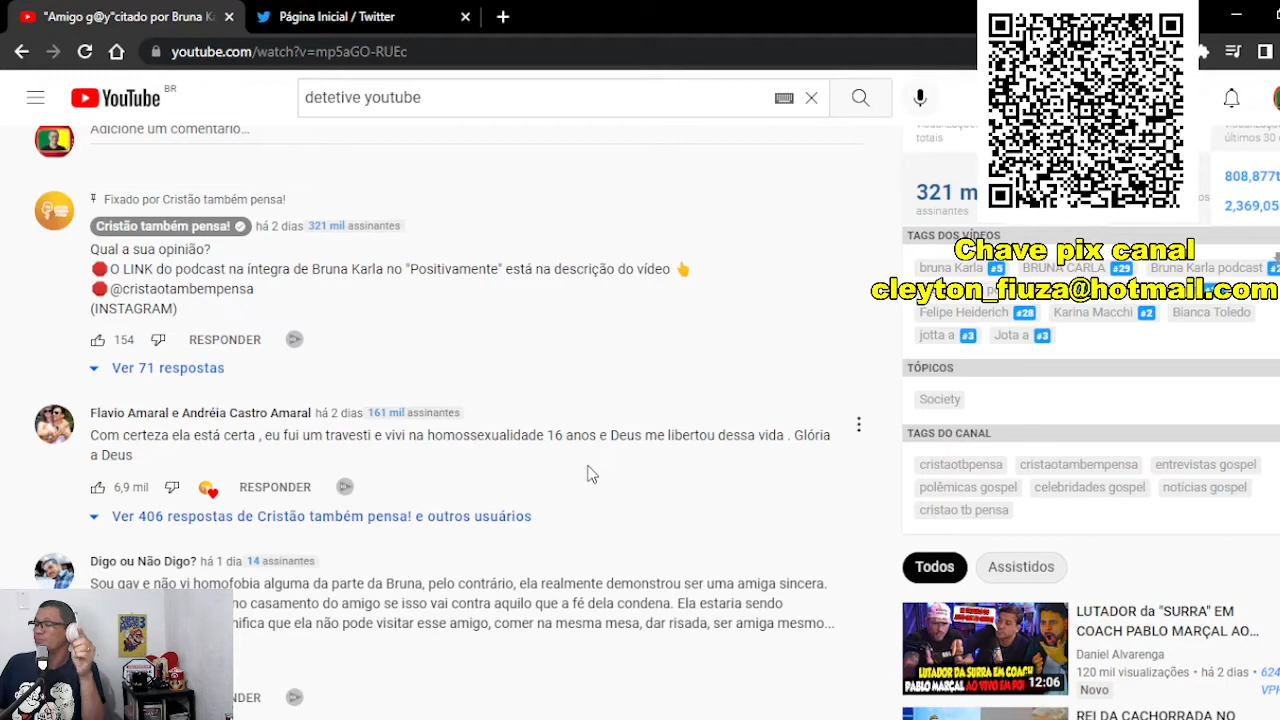 "Amigo g@y"citado por Bruna K
Página Inicial / Twitter
youtube.com/watch?v=mp5aGO-RUEc
YouTube BR
detetive youtube
Adicione um comentário...
totais
últimos 30
Fixado por Cristão também pensa!
Cristão também pensa! há 2 dias 321 mil assinantes
Qual a sua opinião?
O LINK do podcast na íntegra de Bruna Karla no "Positivamente" está na descrição do vídeo
@cristaotambempensa
(INSTAGRAM)
154 RESPONDER
Ver 71 respostas
Flavio Amaral e Andréia Castro Amaral há 2 dias 161 mil assinantes
Com certeza ela está certa , eu fui um travesti e vivi na homossexualidade 16 anos e Deus me libertou dessa vida . Glória
a Deus
6,9 mil RESPONDER
Ver 406 respostas de Cristão também pensa! e outros usuários
Digo ou Não Digo? há 1 dia 14 assinantes
Sou gay e não vi homofobia alguma da parte da Bruna, pelo contrário, ela realmente demonstrou ser uma amiga sincera.
no casamento do amigo se isso vai contra aquilo que a fé dela condena. Ela estaria sendo
nifica que ela não pode visitar esse amigo, comer na mesma mesa, dar risada, ser amiga mesmo...
321 m
assinantes
808,877
2,369,05
TAGS DOS VÍDEOS
Chave pix canal
cleyton_fiuza@hotmail.com
bruna Karla #5 BRUNA CARLA #29 Bruna Karla podcast
Felipe Heiderich #28 Karina Macchi #2 Bianca Toledo
jotta a #3 Jota a #3
TÓPICOS
Society
TAGS DO CANAL
cristaotbpensa cristaotambempensa entrevistas gospel
polêmicas gospel celebridades gospel notícias gospel
cristao tb pensa
Todos Assistidos
LUTADOR DA SURRA EM COACH
PABLO MARÇAL AO VIVO EM
12:06
LUTADOR da "SURRA" EM
COACH PABLO MARÇAL AO...
Daniel Alvarenga
120 mil visualizações • há 2 dias • 624
VPH
Novo
REI DA CACHORRADA NO